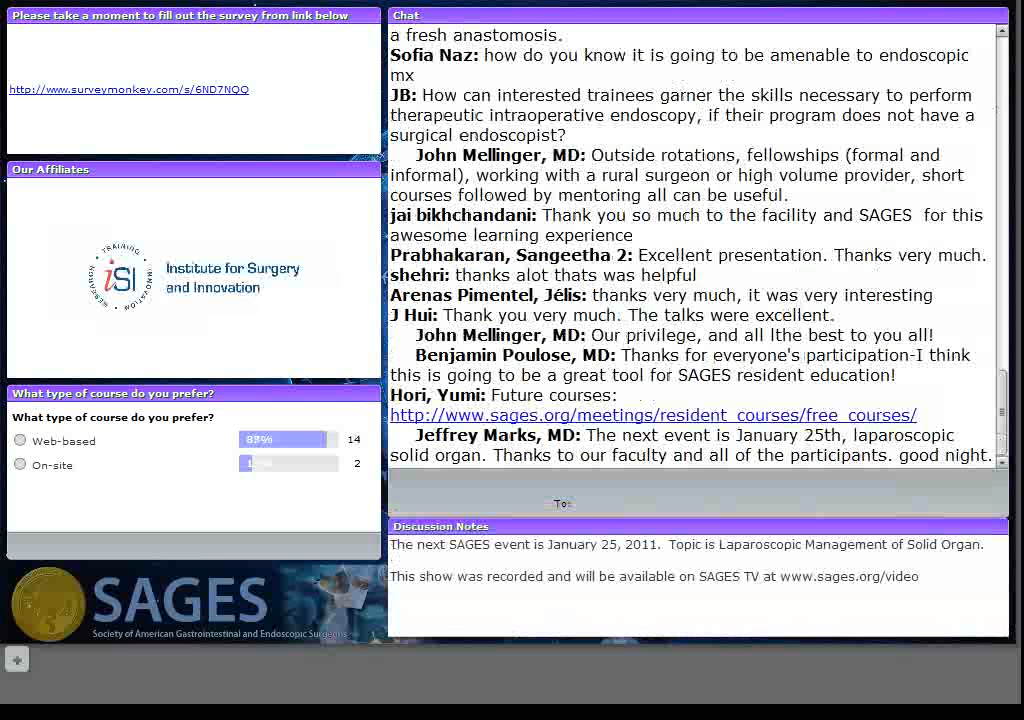 Please take a moment to fill out the survey from link below
http://www.surveymonkey.com/s/6ND7NQQ
Our Affiliates
TRAINING
INNOVATION
RESEARCH
iSI
Institute for Surgery
and Innovation
What type of course do you prefer?
What type of course do you prefer?
Web-based 14
On-site 2
SAGES
Society of American Gastrointestinal and Endoscopic Surgeons
Chat
a fresh anastomosis.
Sofia Naz: how do you know it is going to be amenable to endoscopic
mx
JB: How can interested trainees garner the skills necessary to perform
therapeutic intraoperative endoscopy, if their program does not have a
surgical endoscopist?
John Mellinger, MD: Outside rotations, fellowships (formal and
informal), working with a rural surgeon or high volume provider, short
courses followed by mentoring all can be useful.
jai bikhchandani: Thank you so much to the facility and SAGES for this
awesome learning experience
Prabhakaran, Sangeetha 2: Excellent presentation. Thanks very much.
shehri: thanks alot thats was helpful
Arenas Pimentel, Jélis: thanks very much, it was very interesting
J Hui: Thank you very much. The talks were excellent.
John Mellinger, MD: Our privilege, and all lthe best to you all!
Benjamin Poulose, MD: Thanks for everyone's participation-I think
this is going to be a great tool for SAGES resident education!
Hori, Yumi: Future courses:
http://www.sages.org/meetings/resident_courses/free_courses/
Jeffrey Marks, MD: The next event is January 25th, laparoscopic
solid organ. Thanks to our faculty and all of the participants. good night.
To:
Discussion Notes
The next SAGES event is January 25, 2011. Topic is Laparoscopic Management of Solid Organ.
This show was recorded and will be available on SAGES TV at www.sages.org/video